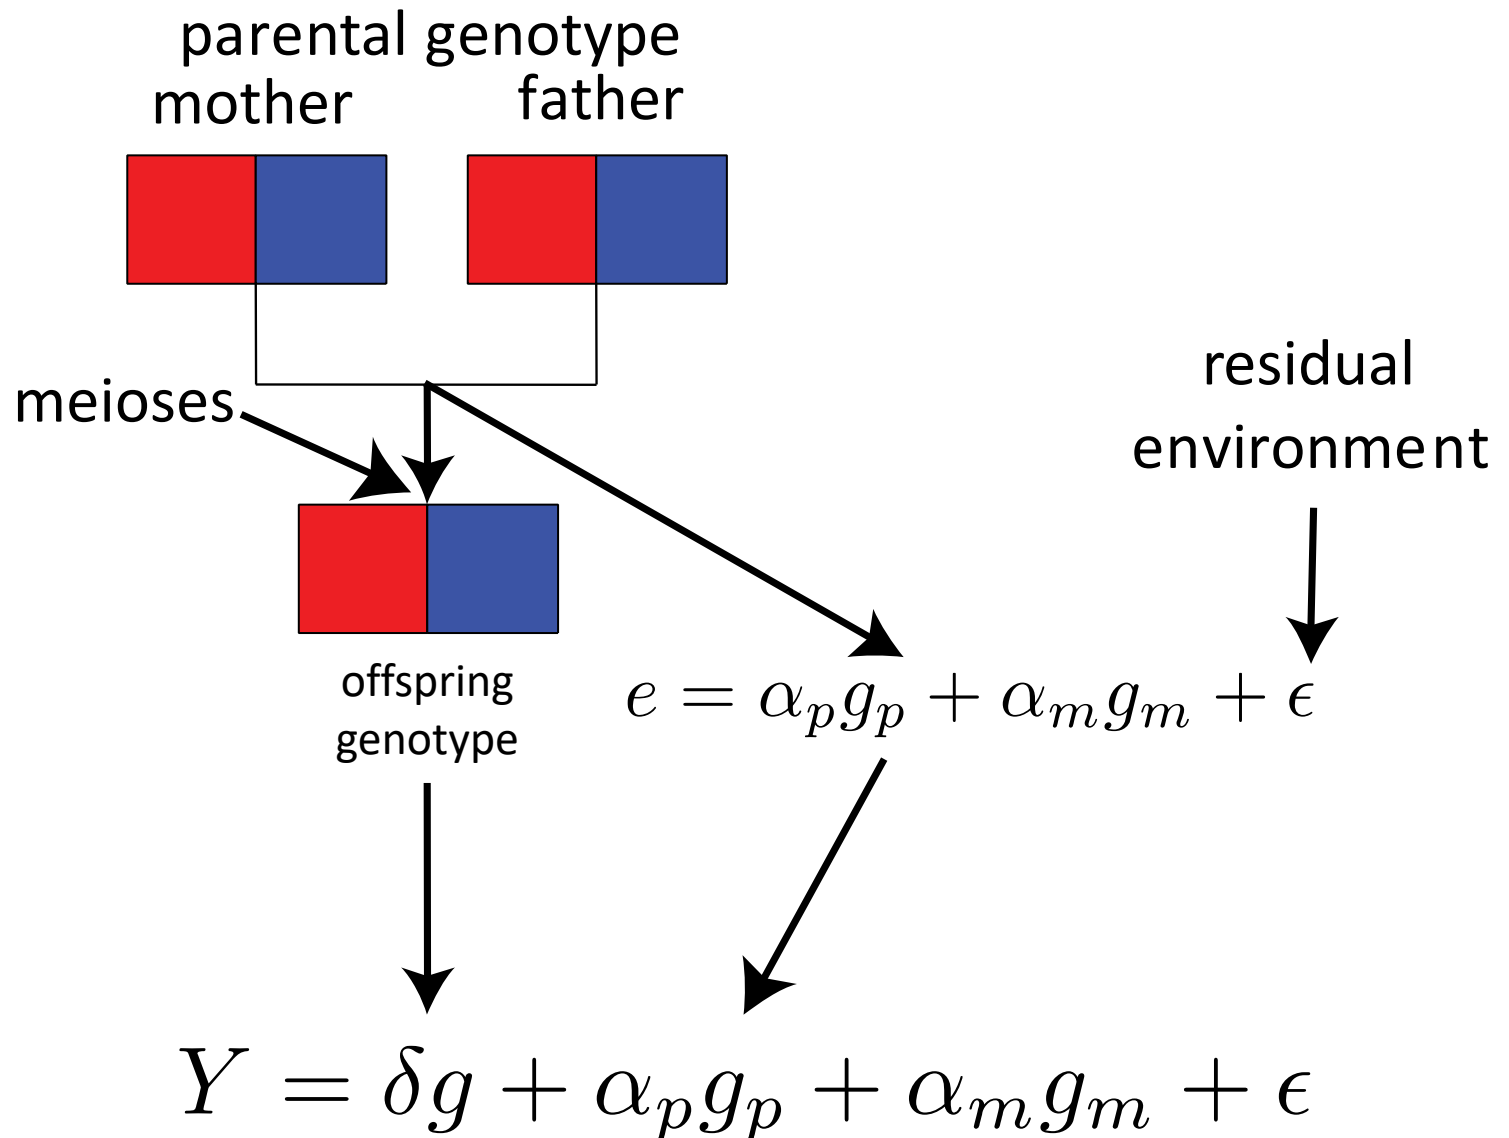 parental genotype
mother father
meioses
residual
environment
offspring
genotype
e = α_p g_p + α_m g_m + ϵ
Y = δg + α_p g_p + α_m g_m + ϵ